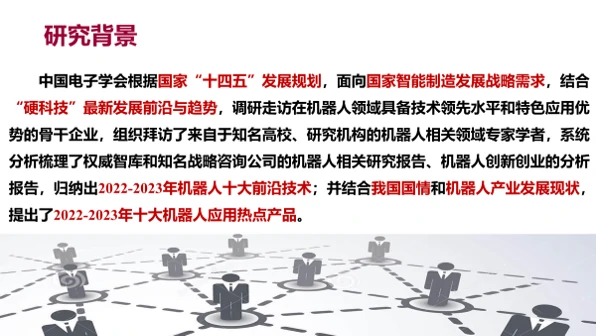 研究背景
中国电子学会根据国家“十四五”发展规划，面向国家智能制造发展战略需求，结合
“硬科技”最新发展前沿与趋势，调研走访在机器人领域具备技术领先水平和特色应用优
势的骨干企业，组织拜访了来自于知名高校、研究机构的机器人相关领域专家学者，系统
分析梳理了权威智库和知名战略咨询公司的机器人相关研究报告、机器人创新创业的分析
报告，归纳出2022-2023年机器人十大前沿技术；并结合我国国情和机器人产业发展现状，
提出了2022-2023年十大机器人应用热点产品。